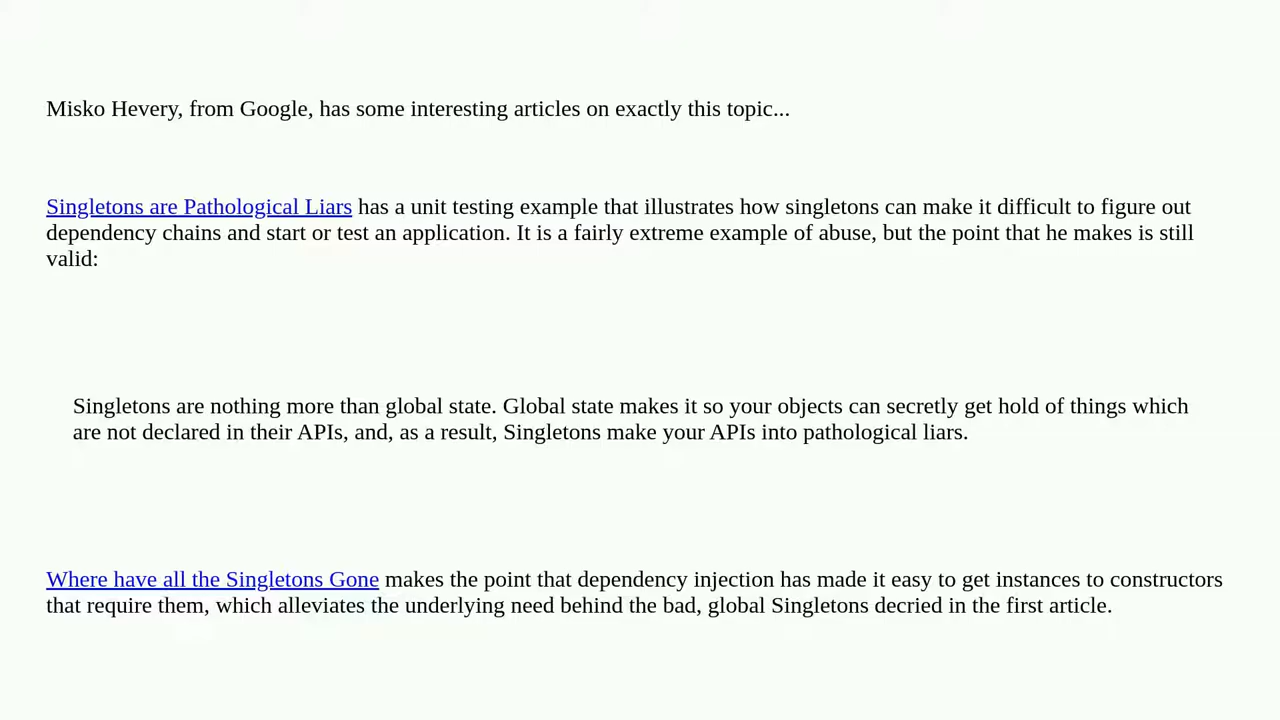 Misko Hevery, from Google, has some interesting articles on exactly this topic...
Singletons are Pathological Liars has a unit testing example that illustrates how singletons can make it difficult to figure out
dependency chains and start or test an application. It is a fairly extreme example of abuse, but the point that he makes is still
valid:
Singletons are nothing more than global state. Global state makes it so your objects can secretly get hold of things which
are not declared in their APIs, and, as a result, Singletons make your APIs into pathological liars.
Where have all the Singletons Gone makes the point that dependency injection has made it easy to get instances to constructors
that require them, which alleviates the underlying need behind the bad, global Singletons decried in the first article.